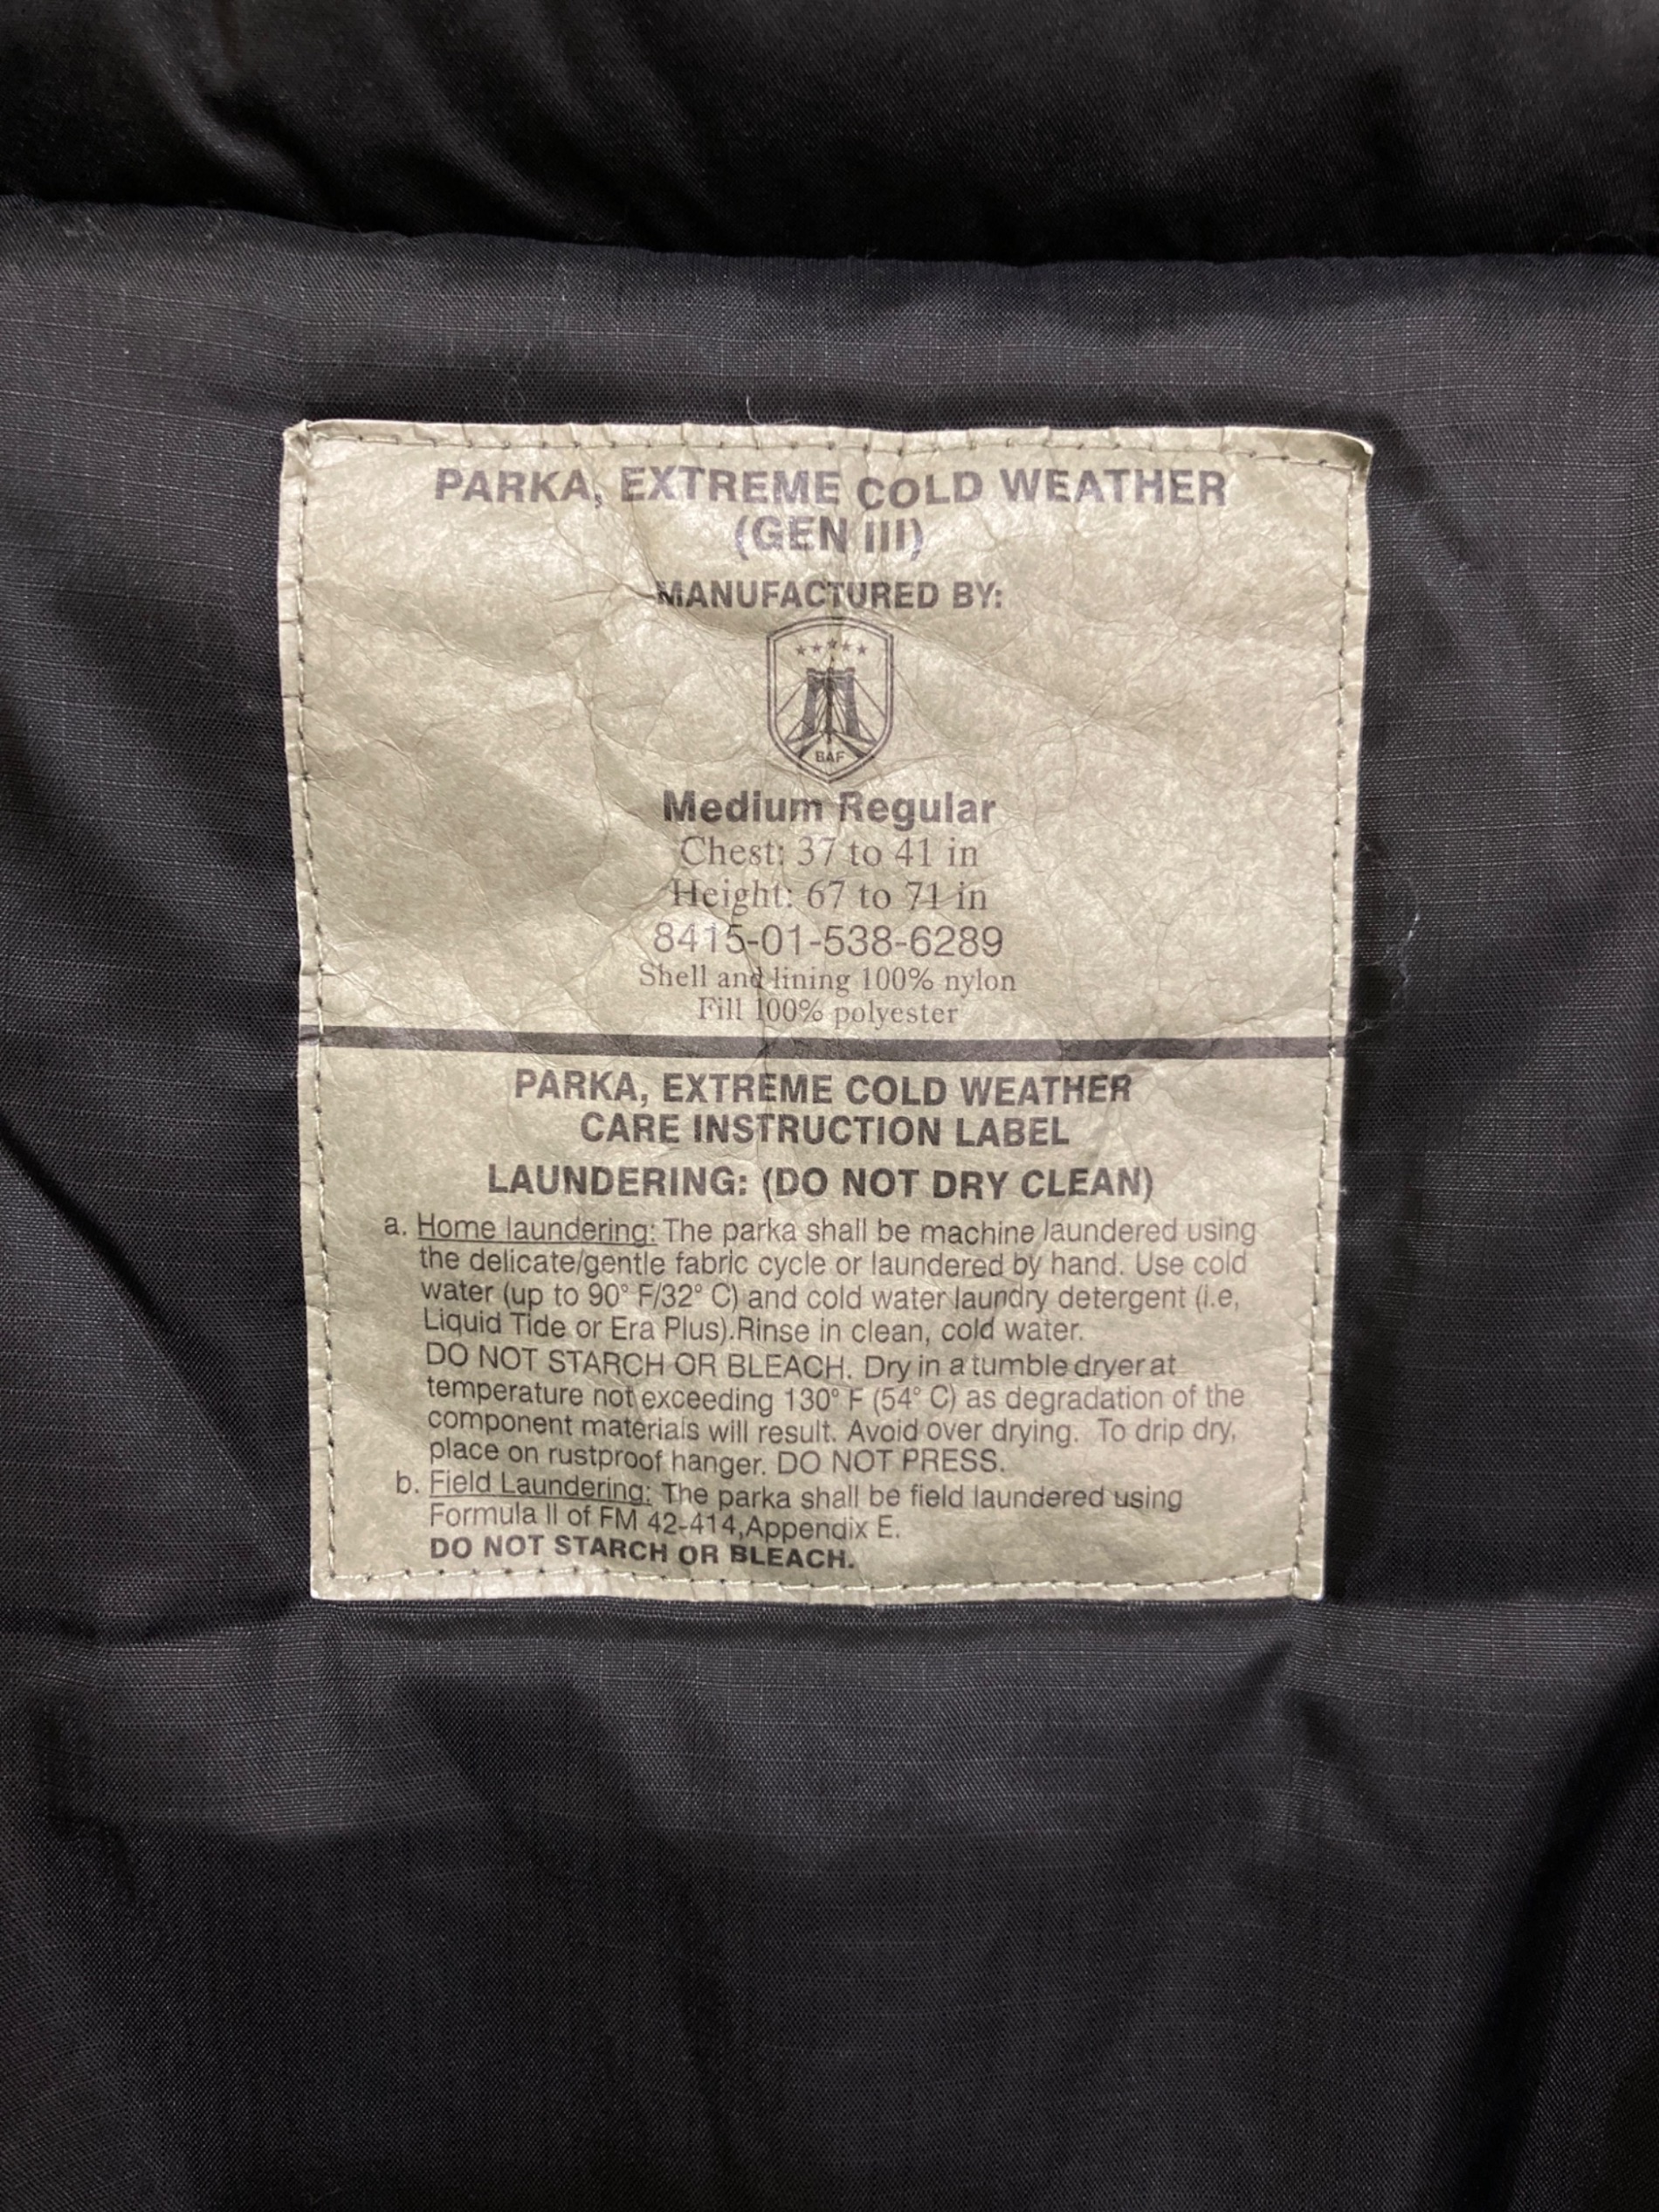 PARKA, EXTREME COLD WEATHER
(GEN III)
MANUFACTURED BY:
BAF
Medium Regular
Chest: 37 to 41 in
Height: 67 to 71 in
8415-01-538-6289
Shell and lining 100% nylon
Fill 100% polyester
PARKA, EXTREME COLD WEATHER
CARE INSTRUCTION LABEL
LAUNDERING: (DO NOT DRY CLEAN)
a. Home laundering: The parka shall be machine laundered using
the delicate/gentle fabric cycle or laundered by hand. Use cold
water (up to 90° F/32° C) and cold water laundry detergent (i.e,
Liquid Tide or Era Plus).Rinse in clean, cold water.
DO NOT STARCH OR BLEACH. Dry in a tumble dryer at
temperature not exceeding 130° F (54° C) as degradation of the
component materials will result. Avoid over drying. To drip dry,
place on rustproof hanger. DO NOT PRESS.
b. Field Laundering: The parka shall be field laundered using
Formula II of FM 42-414,Appendix E.
DO NOT STARCH OR BLEACH.